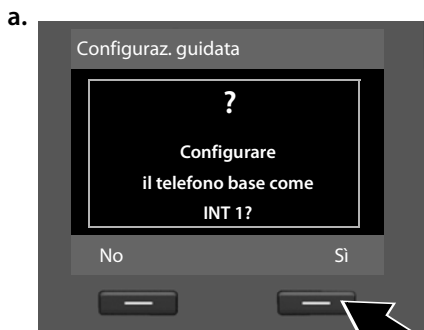 a.
Configuraz. guidata
?
Configurare
il telefono base come
INT 1?
No Sì